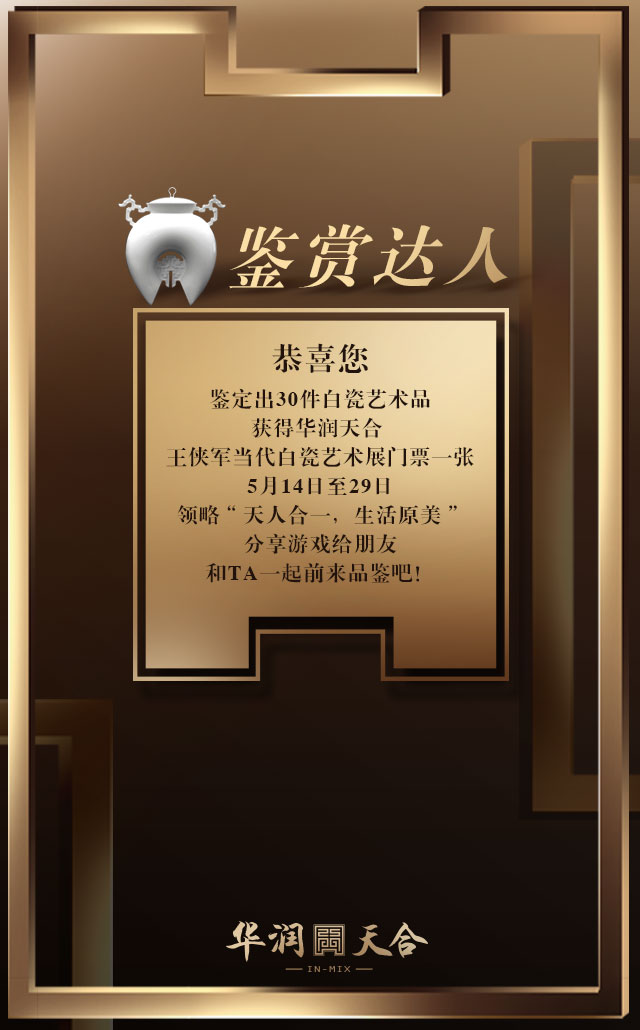 鉴赏达人
恭喜您
鉴定出30件白瓷艺术品
获得华润天合
王侠军当代白瓷艺术展门票一张
5月14日至29日
领略“天人合一，生活原美”
分享游戏给朋友
和TA一起前来品鉴吧！
华润 天合
IN-MIX